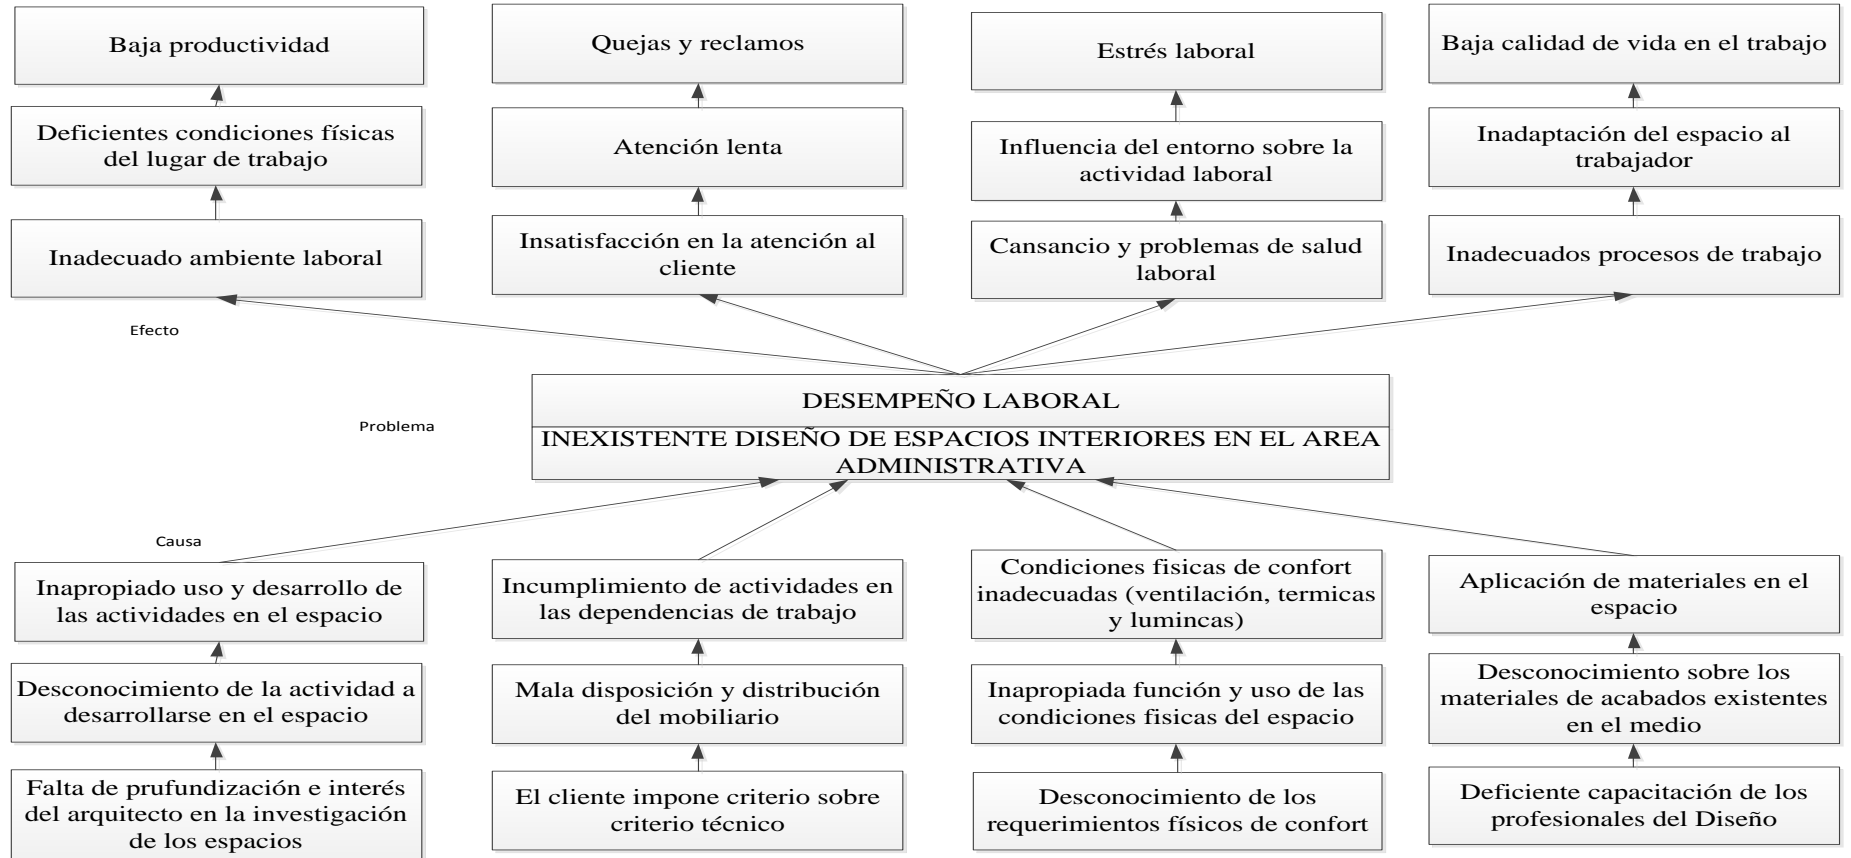 Baja productividad
Quejas y reclamos
Estrés laboral
Baja calidad de vida en el trabajo
Deficientes condiciones físicas
del lugar de trabajo
Atención lenta
Influencia del entorno sobre la
actividad laboral
Inadaptación del espacio al
trabajador
Inadecuado ambiente laboral
Insatisfacción en la atención al
cliente
Cansancio y problemas de salud
laboral
Inadecuados procesos de trabajo
Efecto
DESEMPEÑO LABORAL
Problema
INEXISTENTE DISEÑO DE ESPACIOS INTERIORES EN EL AREA
ADMINISTRATIVA
Causa
Inapropiado uso y desarrollo de
las actividades en el espacio
Incumplimiento de actividades en
las dependencias de trabajo
Condiciones fisicas de confort
inadecuadas (ventilación, termicas
y lumincas)
Aplicación de materiales en el
espacio
Desconocimiento de la actividad a
desarrollarse en el espacio
Mala disposición y distribución
del mobiliario
Inapropiada función y uso de las
condiciones fisicas del espacio
Desconocimiento sobre los
materiales de acabados existentes
en el medio
Falta de prufundización e interés
del arquitecto en la investigación
de los espacios
El cliente impone criterio sobre
criterio técnico
Desconocimiento de los
requerimientos físicos de confort
Deficiente capacitación de los
profesionales del Diseño